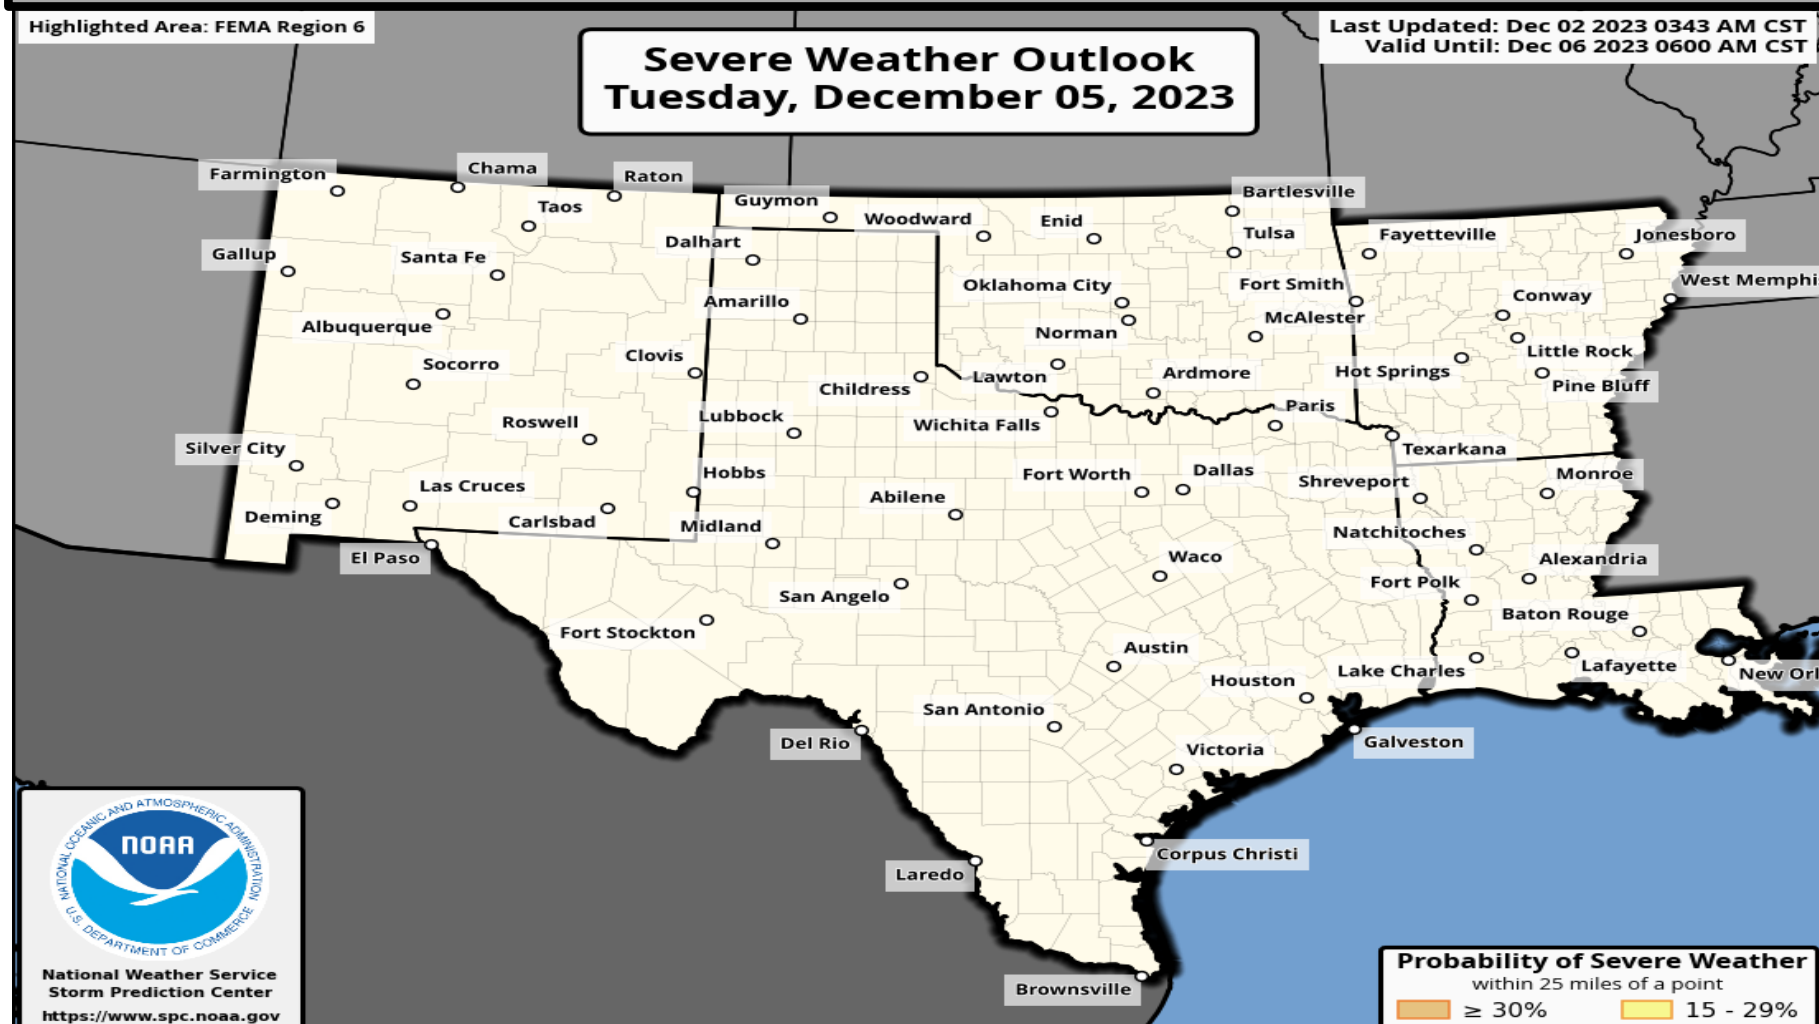 Highlighted Area: FEMA Region 6
Last Updated: Dec 02 2023 0343 AM CST
Valid Until: Dec 06 2023 0600 AM CST
Severe Weather Outlook
Tuesday, December 05, 2023
Farmington
Chama
Raton
Taos
Guymon
Woodward
Enid
Bartlesville
Tulsa
Fayetteville
Jonesboro
Gallup
Santa Fe
Dalhart
Oklahoma City
Fort Smith
Conway
West Memphi
Albuquerque
Amarillo
Norman
McAlester
Little Rock
Socorro
Clovis
Childress
Lawton
Ardmore
Hot Springs
Pine Bluff
Roswell
Lubbock
Wichita Falls
Paris
Texarkana
Silver City
Hobbs
Fort Worth
Dallas
Shreveport
Monroe
Las Cruces
Abilene
Deming
Carlsbad
Midland
Natchitoches
El Paso
Waco
Alexandria
San Angelo
Fort Polk
Fort Stockton
Baton Rouge
Austin
Houston
Lake Charles
Lafayette
New Orl
San Antonio
Del Rio
Victoria
Galveston
Corpus Christi
Laredo
Brownsville
NATIONAL OCEANIC AND ATMOSPHERIC ADMINISTRATION
NOAA
U.S. DEPARTMENT OF COMMERCE
National Weather Service
Storm Prediction Center
https://www.spc.noaa.gov
Probability of Severe Weather
within 25 miles of a point
≥ 30%
15 - 29%